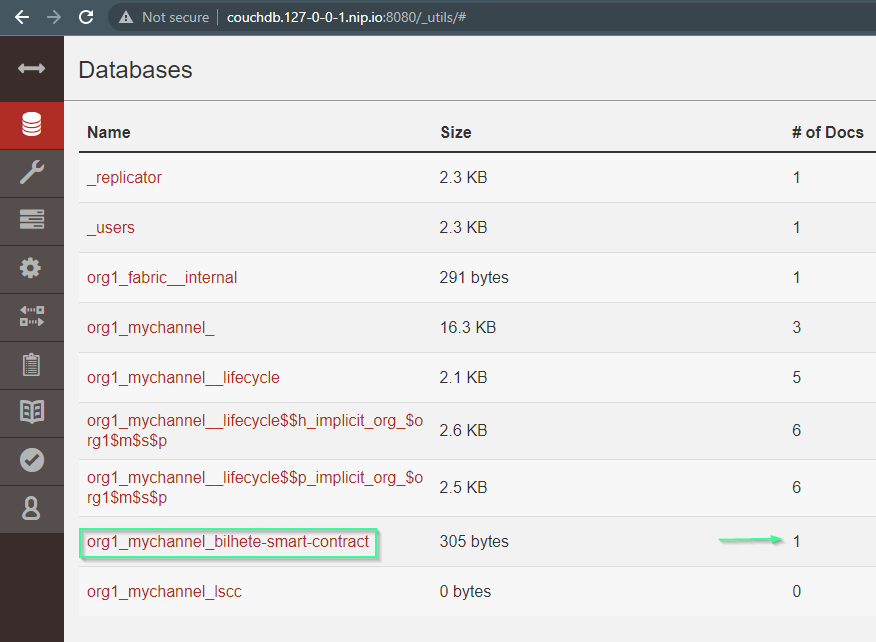 Not secure couchdb.127-0-0-1.nip.io:8080/_utils/#
Databases
Name Size # of Docs
_replicator 2.3 KB 1
_users 2.3 KB 1
org1_fabric__internal 291 bytes 1
org1_mychannel_ 16.3 KB 3
org1_mychannel__lifecycle 2.1 KB 5
org1_mychannel__lifecycle$$h_implicit_org_$o
rg1$m$s$p 2.6 KB 6
org1_mychannel__lifecycle$$p_implicit_org_$o
rg1$m$s$p 2.5 KB 6
org1_mychannel_bilhete-smart-contract 305 bytes 1
org1_mychannel_lscc 0 bytes 0